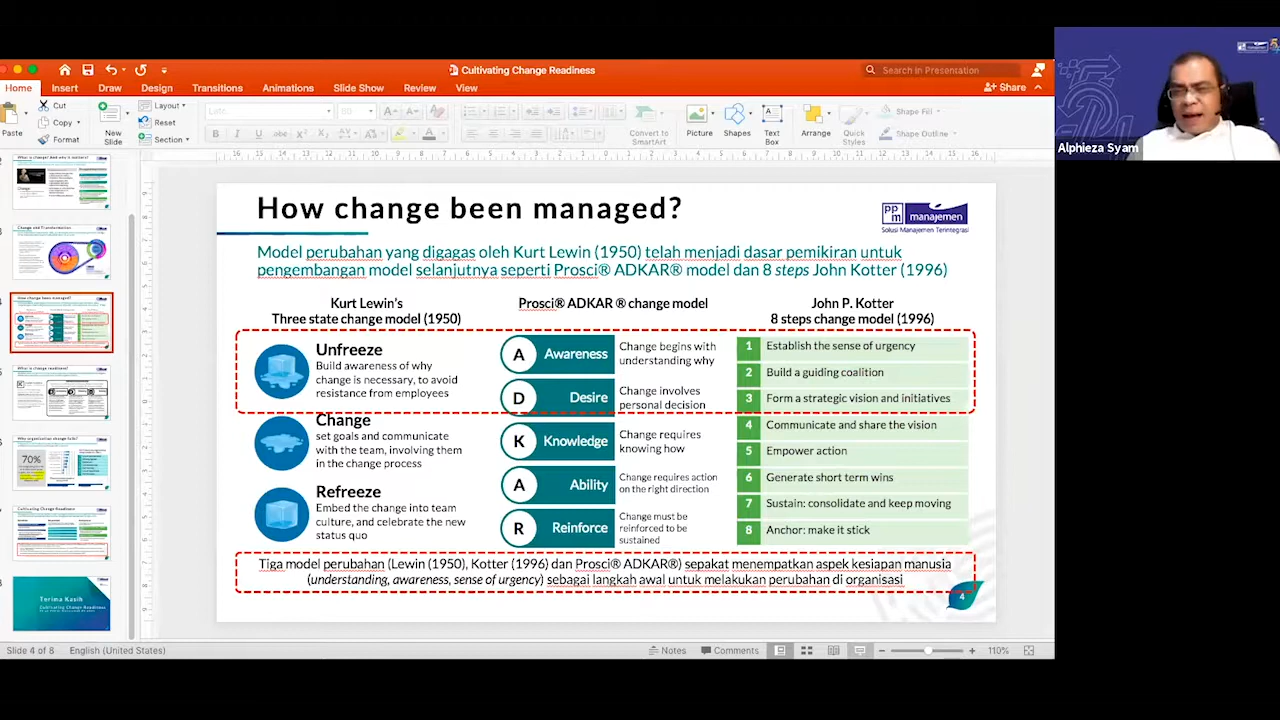 Cultivating Change Readiness
Search in Presentation
Home Insert Draw Design Transitions Animations Slide Show Review View
Share
Paste
Cut
Copy
Format
New
Slide
Layout
Reset
Section
Convert to
SmartArt
Picture
Shapes
Text
Box
Arrange
Quick
Styles
Shape Fill
Shape Outline
Alphieza Syam
How change been managed?
PPM manajemen
Solusi Manajemen Terintegrasi
Model perubahan yang digagas oleh Kurt Lewin (1950) telah menjadi dasar pemikiran untuk
pengembangan model selanjutnya seperti Prosci® ADKAR® model dan 8 steps John Kotter (1996)
Kurt Lewin's
Three state change model (1950)
Unfreeze
Build awareness of why
change is necessary, to avoid
resistance from employees
Change
set goals and communicate
with the team, involving them
in the change process
Refreeze
Embed the change into team
culture and celebrate the new
status quo
Prosci® ADKAR ® change model
A Awareness
Change begins with
understanding why
D Desire
Change involves
personal decision
K Knowledge
Change requires
knowing how
A Ability
Change requires action
on the right direction
R Reinforce
Change must be
reinforced to be
sustained
John P. Kotter
8 steps change model (1996)
1 Establish the sense of urgency
2 Build a guiding coalition
3 Form a strategic vision and initiatives
4 Communicate and share the vision
5 Empower action
6 Generate short term wins
7 Sustain: consolidate and keep moving
8 Anchor: make it stick
Tiga model perubahan (Lewin (1950), Kotter (1996) dan Prosci® ADKAR®) sepakat menempatkan aspek kesiapan manusia
(understanding, awareness, sense of urgency) sebagai langkah awal untuk melakukan perubahan di organisasi
4
70%
Terima Kasih
Cultivating Change Readiness
Slide 4 of 8
English (United States)
Notes
Comments
110%